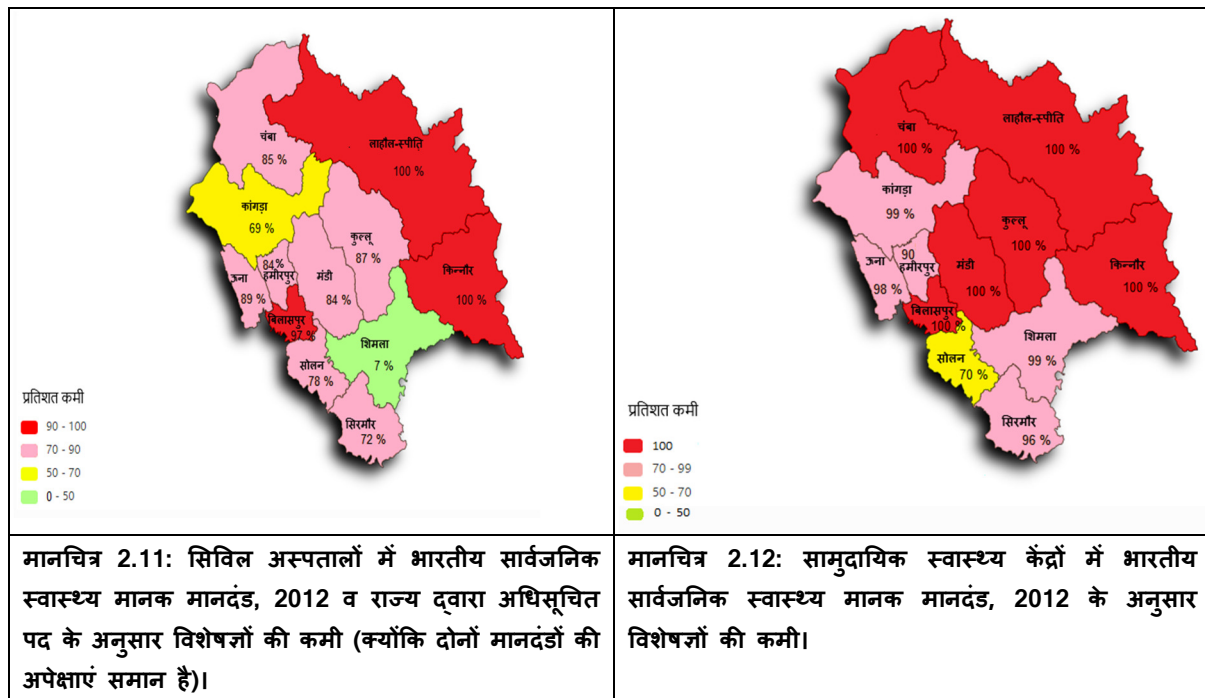 चंबा
85 %
लाहौल-स्पीति
100 %
कांगड़ा
69 %
कुल्लू
87 %
84%
हमीरपुर
ऊना
89 %
मंडी
84 %
किन्नौर
100 %
बिलासपुर
97 %
शिमला
7 %
सोलन
78 %
सिरमौर
72 %
प्रतिशत कमी
90 - 100
70 - 90
50 - 70
0 - 50
मानचित्र 2.11: सिविल अस्पतालों में भारतीय सार्वजनिक
स्वास्थ्य मानक मानदंड, 2012 व राज्य द्वारा अधिसूचित
पद के अनुसार विशेषज्ञों की कमी (क्योंकि दोनों मानदंडों की
अपेक्षाएं समान है)।
चंबा
100 %
लाहौल-स्पीति
100 %
कांगड़ा
99 %
कुल्लू
100 %
90
हमीरपुर
ऊना
98 %
मंडी
100 %
किन्नौर
100 %
बिलासपुर
100 %
शिमला
99 %
सोलन
70 %
सिरमौर
96 %
प्रतिशत कमी
100
70 - 99
50 - 70
0 - 50
मानचित्र 2.12: सामुदायिक स्वास्थ्य केंद्रों में भारतीय
सार्वजनिक स्वास्थ्य मानक मानदंड, 2012 के अनुसार
विशेषज्ञों की कमी।